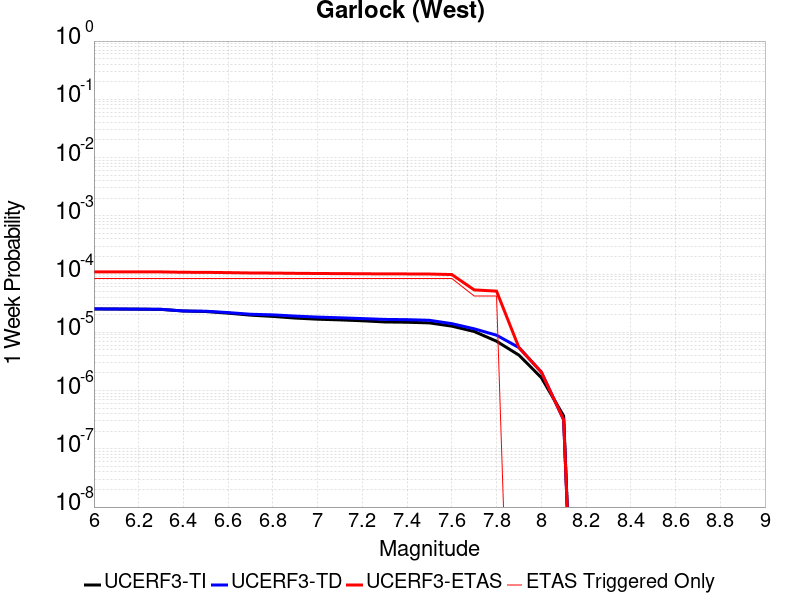 Garlock (West)
10^0
10^-1
10^-2
10^-3
10^-4
10^-5
10^-6
10^-7
10^-8
1 Week Probability
6 6.2 6.4 6.6 6.8 7 7.2 7.4 7.6 7.8 8 8.2 8.4 8.6 8.8 9
Magnitude
UCERF3-TI UCERF3-TD UCERF3-ETAS ETAS Triggered Only